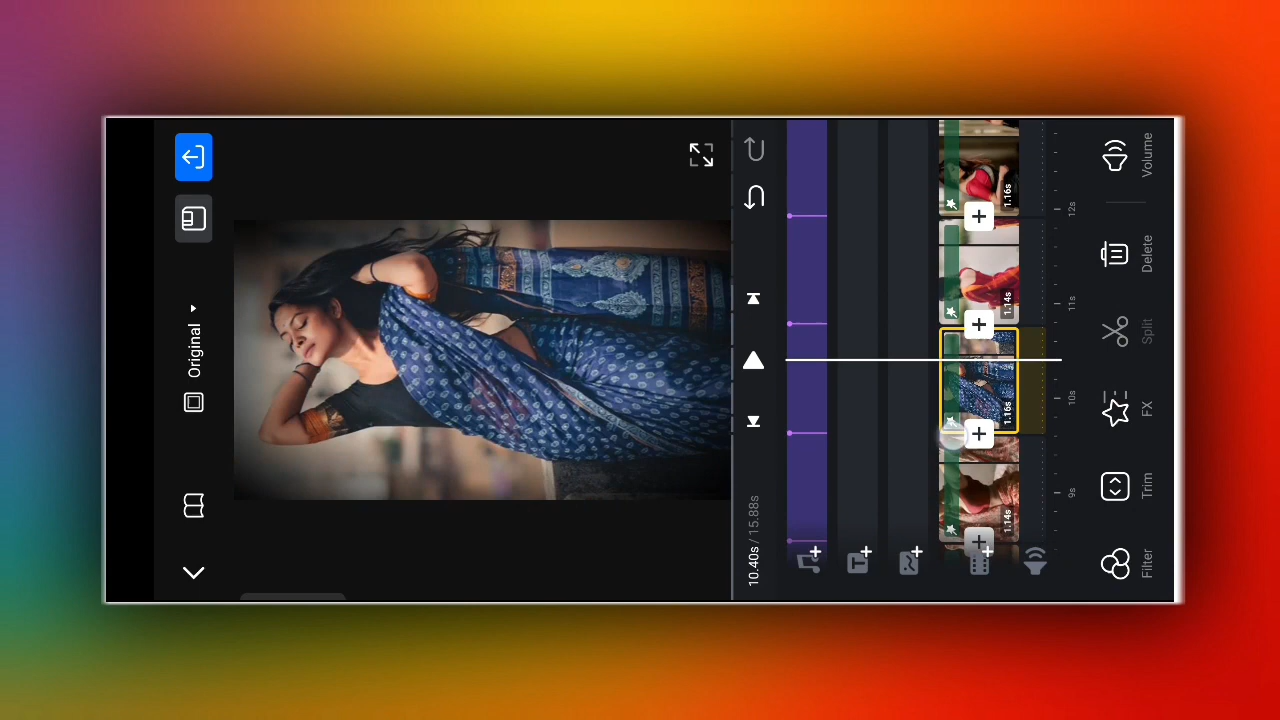 Original
10.40s / 15.88s
1.14s
1.16s
1.14s
1.16s
9s
10s
11s
12s
Filter
Trim
FX
Split
Delete
Volume